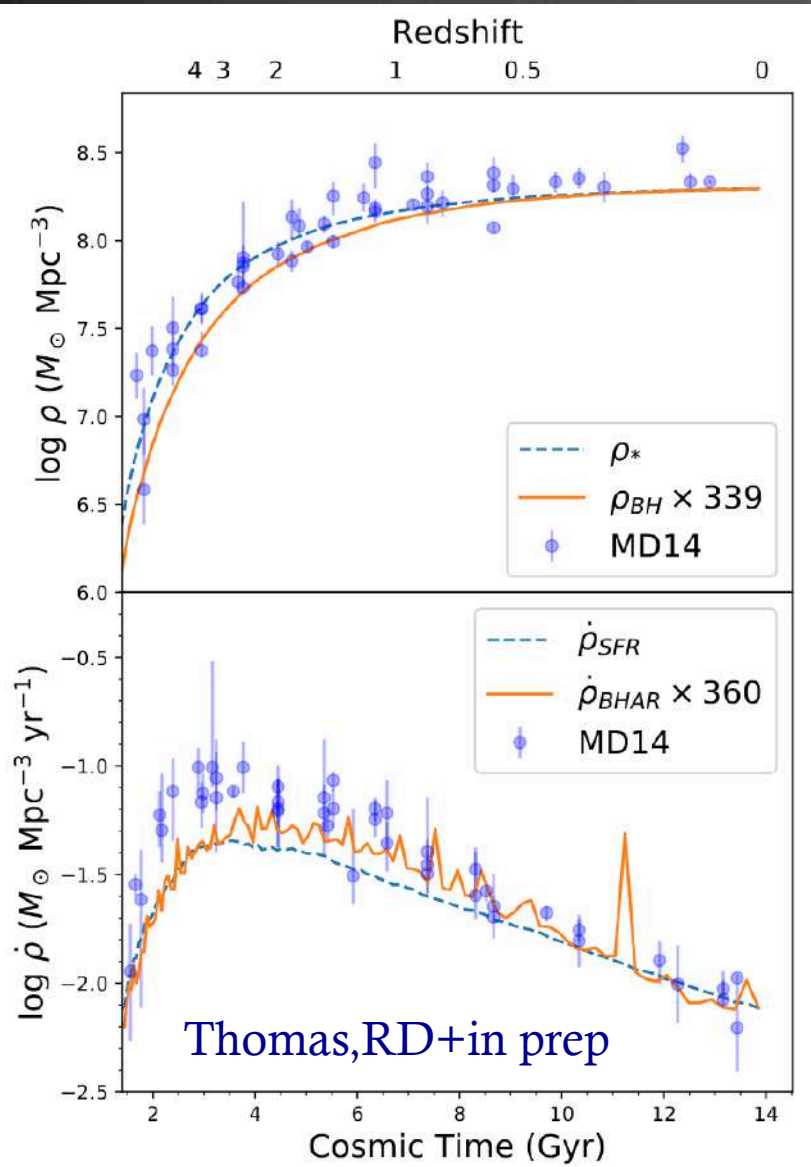 Redshift
4 3 2 1 0.5 0
8.5
8.0
7.5
7.0
6.5
6.0
log ρ (M⊙ Mpc⁻³)
ρ*
ρBH × 339
MD14
ρ̇SFR
ρ̇BHAR × 360
MD14
−0.5
−1.0
−1.5
−2.0
−2.5
log ρ̇ (M⊙ Mpc⁻³ yr⁻¹)
Thomas,RD+in prep
2 4 6 8 10 12 14
Cosmic Time (Gyr)